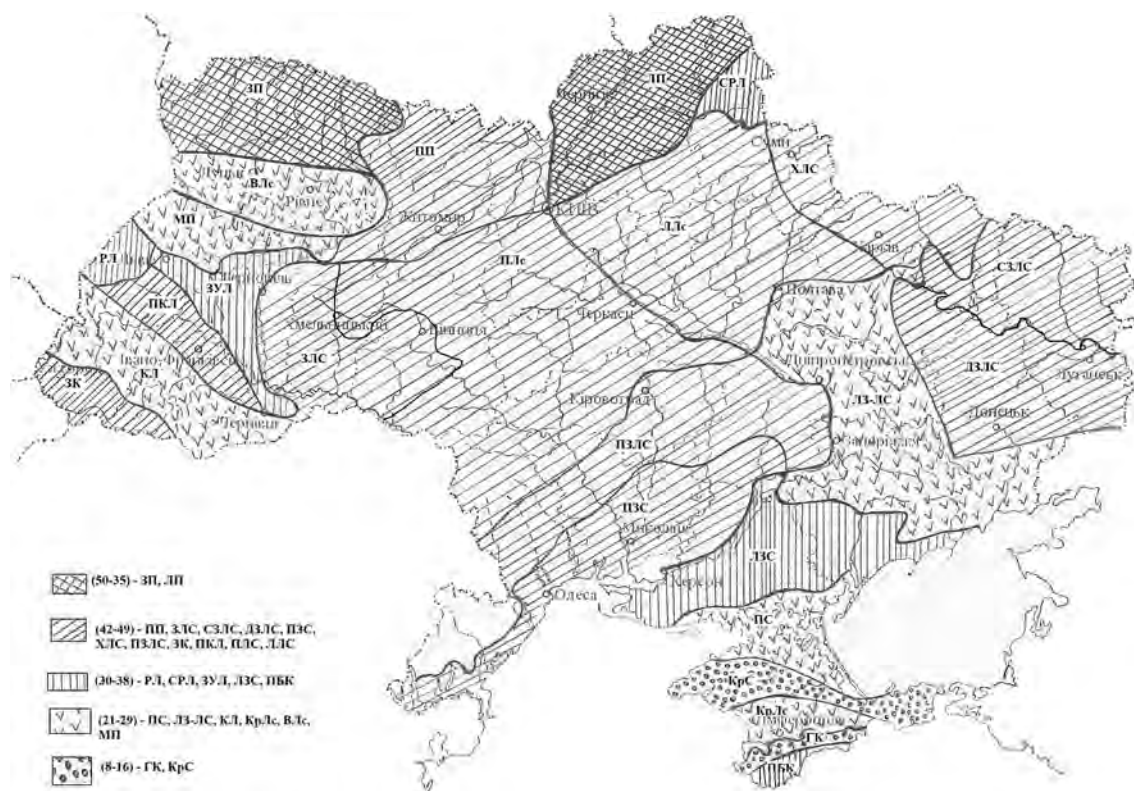 ЗП
ЛП
СРЛ
Чернігів
ПП
Суми
ХЛС
Луцьк
ВЛс
Рівне
МП
Житомир
КИЇВ
ЛЛс
Харків
СЗЛС
РЛ
Тернопіль
ЗУЛ
ПЛс
Полтава
ПКЛ
Хмельницький
Вінниця
Черкаси
ЗЛС
Івано-Франківськ
Дніпропетровськ
ДЗЛС
Луганськ
ЗК
КЛ
Кіровоград
ЛЗ-ЛС
Донецьк
Чернівці
ПЗЛС
Запоріжжя
ПЗС
Миколаїв
ЛЗС
Херсон
Одеса
ПС
КрС
КрЛс
Сімферополь
ГК
ПБК
(50-35) - ЗП, ЛП
(42-49) - ПП, ЗЛС, СЗЛС, ДЗЛС, ПЗС,
ХЛС, ПЗЛС, ЗК, ПКЛ, ПЛС, ЛЛС
(30-38) - РЛ, СРЛ, ЗУЛ, ЛЗС, ПБК
(21-29) - ПС, ЛЗ-ЛС, КЛ, КрЛс, ВЛс,
МП
(8-16) - ГК, КрС